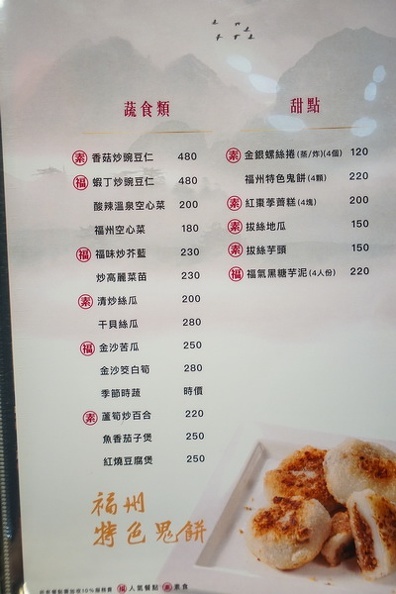 蔬食類
素 香菇炒豌豆仁 480
福 蝦丁炒豌豆仁 480
酸辣溫泉空心菜 200
福州空心菜 180
福 福味炒芥藍 230
炒高麗菜苗 230
素 清炒絲瓜 200
干貝絲瓜 280
福 金沙苦瓜 250
金沙筊白筍 280
季節時蔬 時價
素 蘆筍炒百合 220
魚香茄子煲 250
紅燒豆腐煲 250
甜點
素 金銀螺絲捲(蒸/炸)(4個) 120
福州特色鬼餅(4顆) 220
素 紅棗荸薺糕(4塊) 200
素 拔絲地瓜 150
素 拔絲芋頭 150
福 福氣黑糖芋泥(4人份) 220
福州
特色鬼餅
福 人氣餐點 素 素食